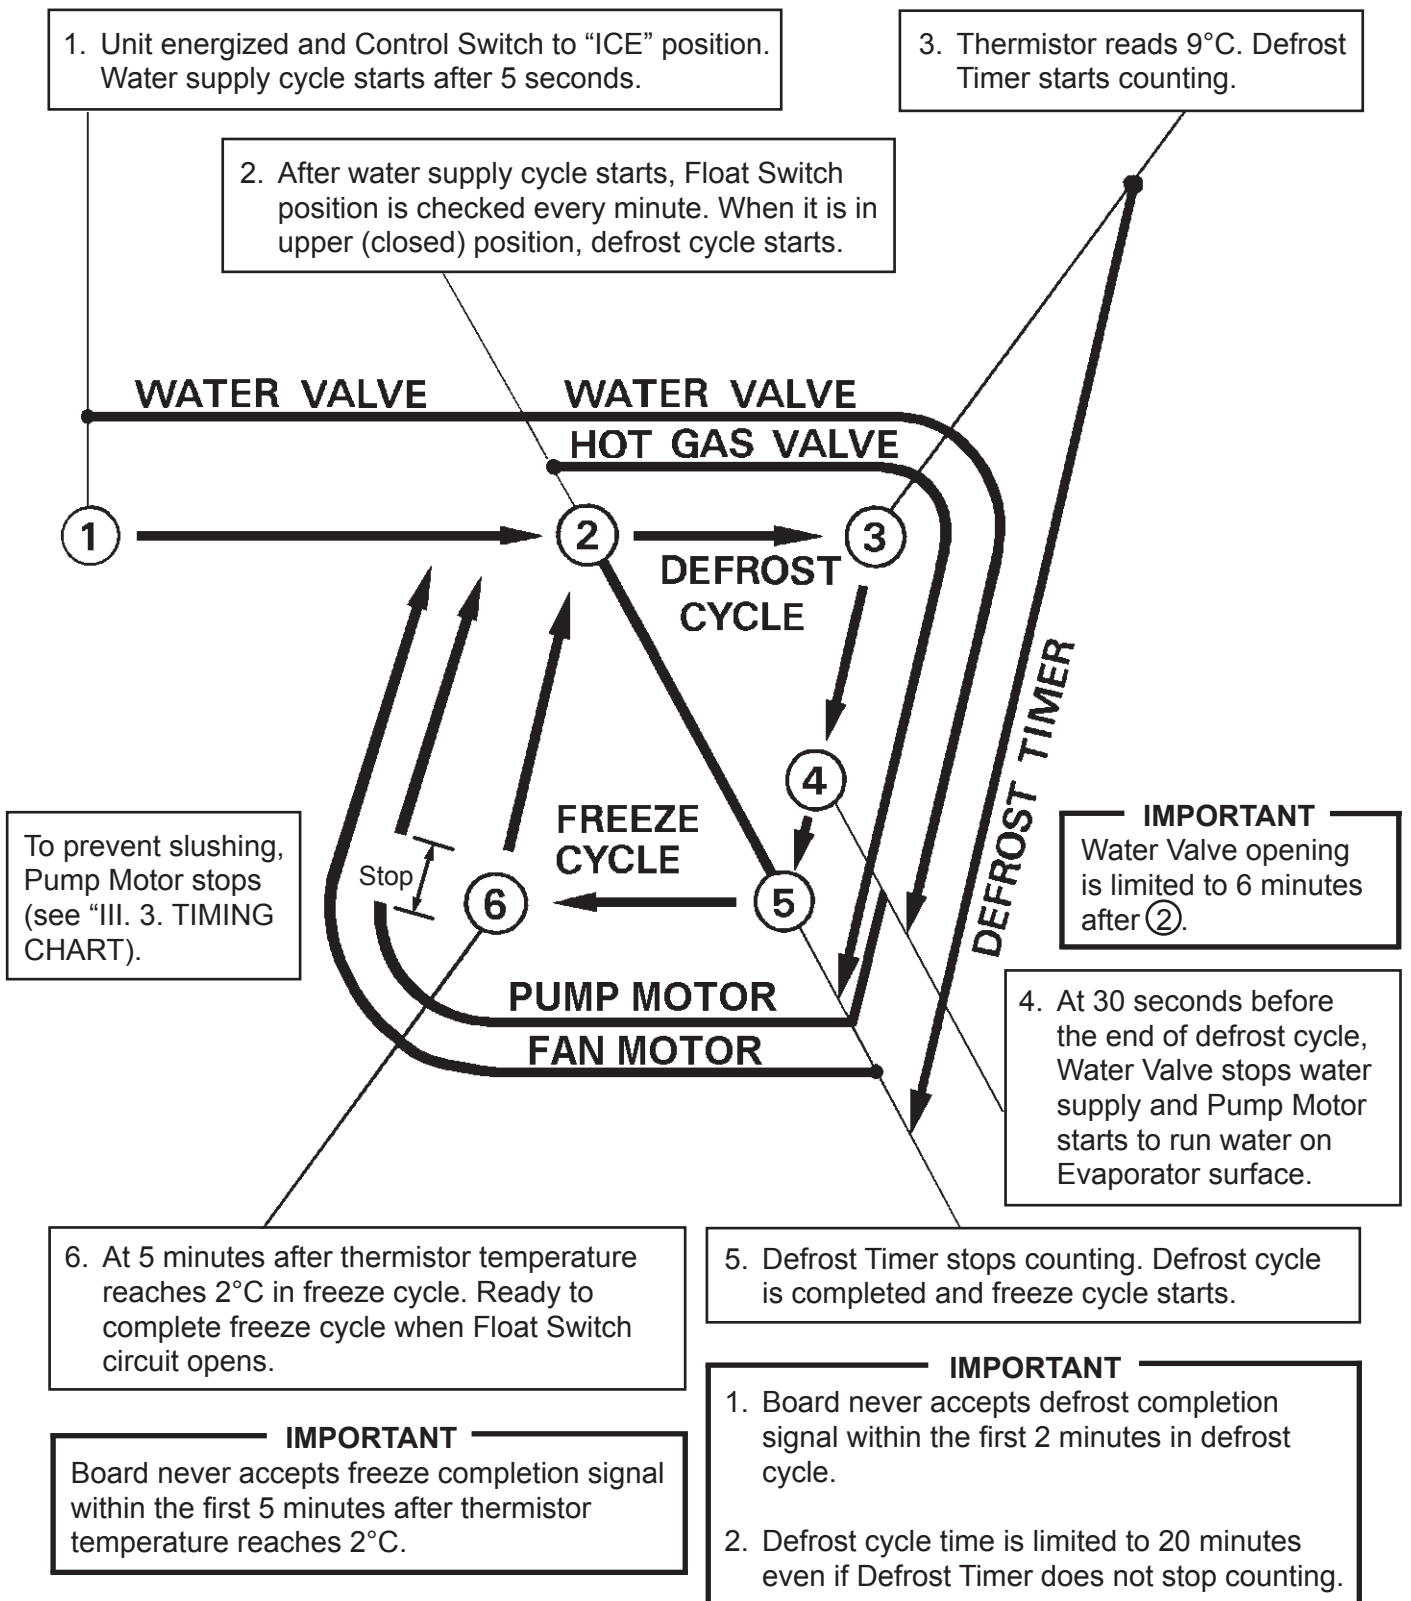 1. Unit energized and Control Switch to “ICE” position.
Water supply cycle starts after 5 seconds.
3. Thermistor reads 9°C. Defrost
Timer starts counting.
2. After water supply cycle starts, Float Switch
position is checked every minute. When it is in
upper (closed) position, defrost cycle starts.
WATER VALVE WATER VALVE
HOT GAS VALVE
1
2
3
DEFROST
CYCLE
DEFROST TIMER
4
To prevent slushing,
Pump Motor stops
(see “III. 3. TIMING
CHART).
Stop
FREEZE
CYCLE
6
5
IMPORTANT
Water Valve opening
is limited to 6 minutes
after ②.
PUMP MOTOR
FAN MOTOR
4. At 30 seconds before
the end of defrost cycle,
Water Valve stops water
supply and Pump Motor
starts to run water on
Evaporator surface.
6. At 5 minutes after thermistor temperature
reaches 2°C in freeze cycle. Ready to
complete freeze cycle when Float Switch
circuit opens.
5. Defrost Timer stops counting. Defrost cycle
is completed and freeze cycle starts.
IMPORTANT
Board never accepts freeze completion signal
within the first 5 minutes after thermistor
temperature reaches 2°C.
IMPORTANT
1. Board never accepts defrost completion
signal within the first 2 minutes in defrost
cycle.
2. Defrost cycle time is limited to 20 minutes
even if Defrost Timer does not stop counting.